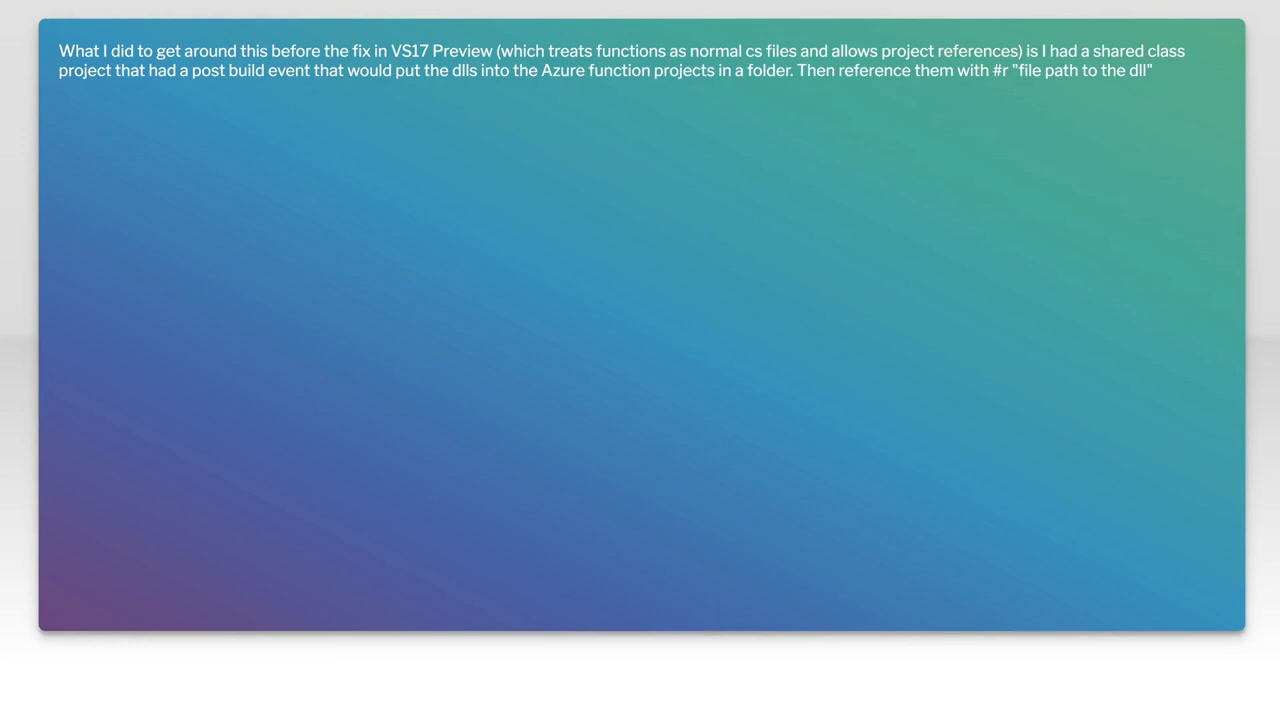 What I did to get around this before the fix in VS17 Preview (which treats functions as normal cs files and allows project references) is I had a shared class
project that had a post build event that would put the dlls into the Azure function projects in a folder. Then reference them with #r "file path to the dll"